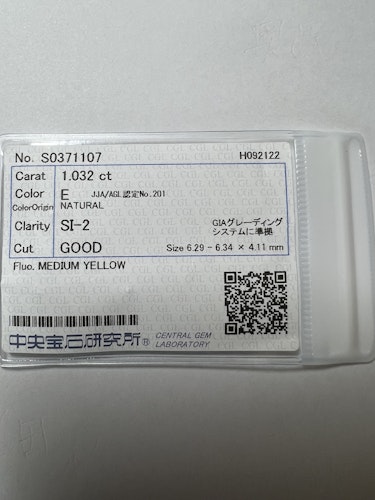 No. S0371107 H092122
Carat 1.032 ct
Color E JJA/AGL認定No.201
ColorOrigin NATURAL
Clarity SI-2 GIAグレーディング
システムに準拠
Cut GOOD Size 6.29 - 6.34 × 4.11 mm
Fluo. MEDIUM YELLOW
中央宝石研究所® CENTRAL GEM
LABORATORY